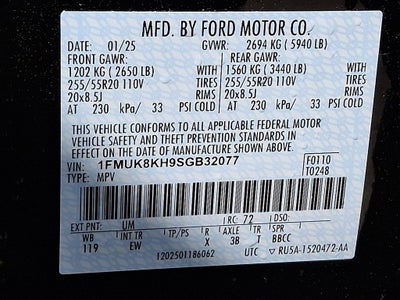 MFD. BY FORD MOTOR CO.
DATE: 01/25 GVWR: 2694 KG ( 5940 LB)
FRONT GAWR: REAR GAWR:
1202 KG ( 2650 LB) WITH 1560 KG ( 3440 LB) WITH
255/55R20 110V TIRES 255/55R20 110V TIRES
20x8.5J RIMS 20x8.5J RIMS
AT 230 kPa/ 33 PSI COLD AT 230 kPa/ 33 PSI COLD
THIS VEHICLE CONFORMS TO ALL APPLICABLE FEDERAL MOTOR
VEHICLE SAFETY AND THEFT PREVENTION STANDARDS IN
EFFECT ON THE DATE OF MANUFACTURE SHOWN ABOVE.
VIN: 1FMUK8KH9SGB32077 F0110
TYPE: MPV T0248
EXT PNT: UM RC: 72 DSO:
WB INT TR TP/PS R AXLE TR BBCC
119 EW X 3B T
1202501186062 UTC RU5A-1520472-AA